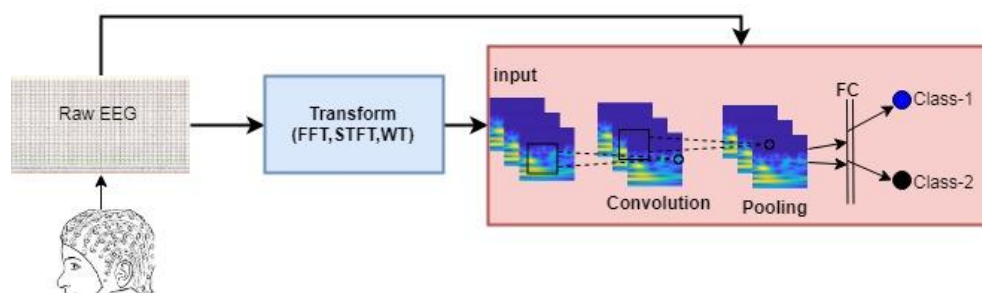 Raw EEG
Transform
(FFT,STFT,WT)
input
Convolution
Pooling
FC
Class-1
Class-2